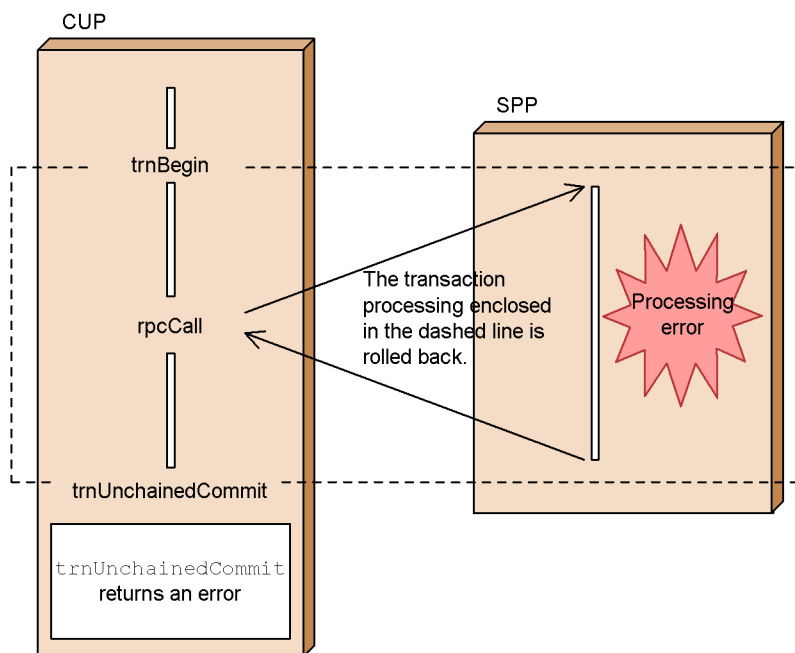 CUP
SPP
trnBegin
The transaction
processing enclosed
in the dashed line is
rolled back.
rpcCall
Processing
error
trnUnchainedCommit
trnUnchainedCommit
returns an error